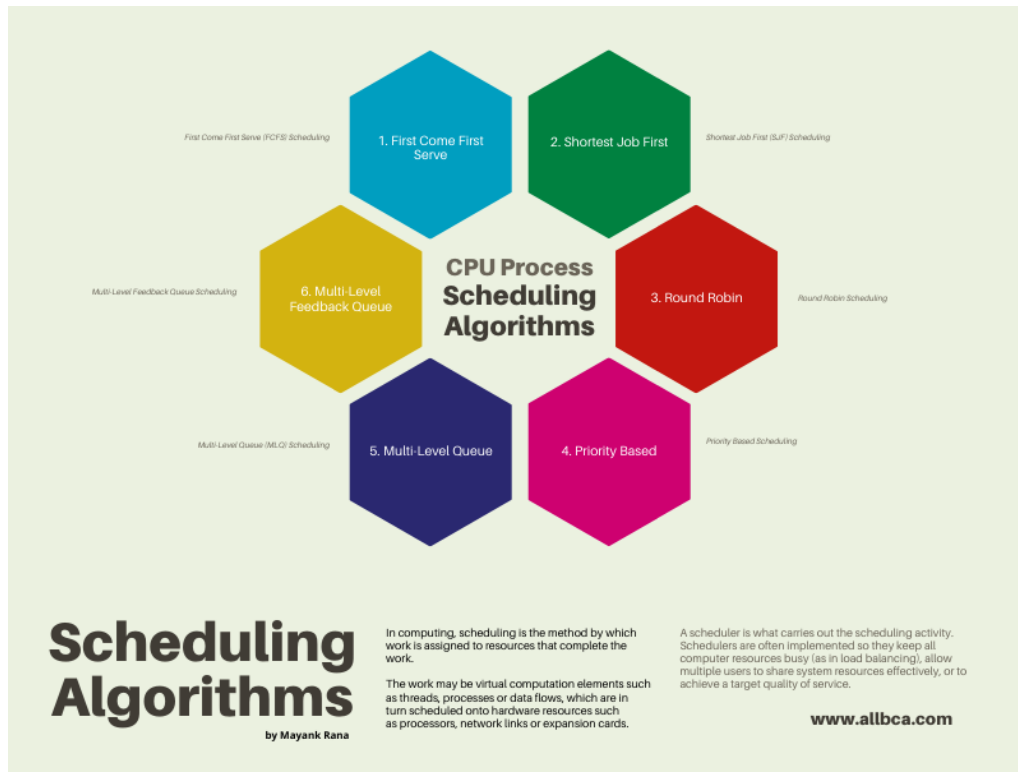 First Come First Serve (FCFS) Scheduling
1. First Come First
Serve
2. Shortest Job First
Shortest Job First (SJF) Scheduling
Multi-Level Feedback Queue Scheduling
6. Multi-Level
Feedback Queue
CPU Process
Scheduling
Algorithms
3. Round Robin
Round Robin Scheduling
Multi-Level Queue (MLQ) Scheduling
5. Multi-Level Queue
4. Priority Based
Priority Based Scheduling
Scheduling
Algorithms
by Mayank Rana
In computing, scheduling is the method by which
work is assigned to resources that complete the
work.
The work may be virtual computation elements such
as threads, processes or data flows, which are in
turn scheduled onto hardware resources such
as processors, network links or expansion cards.
A scheduler is what carries out the scheduling activity.
Schedulers are often implemented so they keep all
computer resources busy (as in load balancing), allow
multiple users to share system resources effectively, or to
achieve a target quality of service.
www.allbca.com